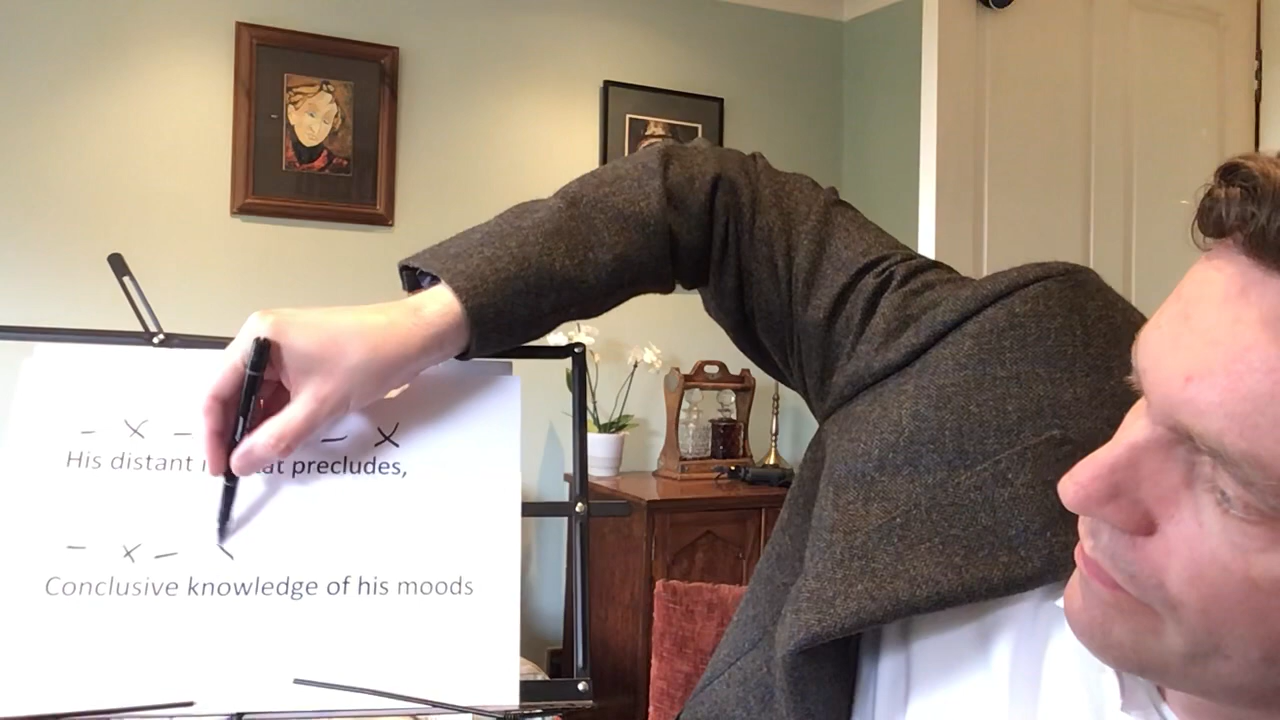 – X – – X
His distant precludes,
– X – \
Conclusive knowledge of his moods